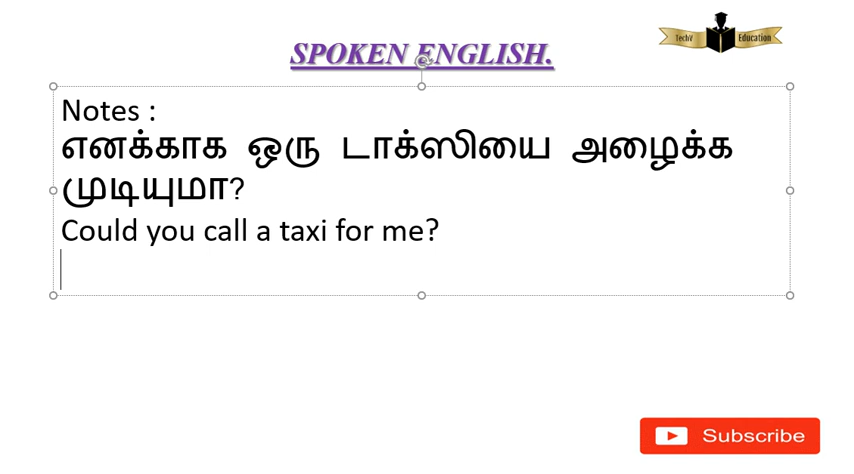 SPOKEN ENGLISH.
TechV Education
Notes :
எனக்காக ஒரு டாக்ஸியை அழைக்க
முடியுமா?
Could you call a taxi for me?
Subscribe